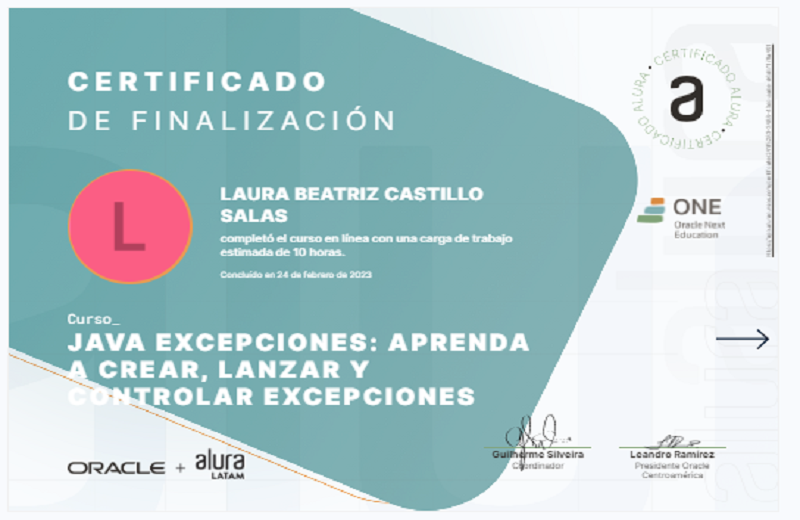 CERTIFICADO
DE FINALIZACIÓN
CERTIFICADO ALURA • CERTIFICADO ALURA •
a
L
LAURA BEATRIZ CASTILLO
SALAS
completó el curso en línea con una carga de trabajo
estimada de 10 horas.
Concluido en 24 de febrero de 2023
ONE
Oracle Next
Education
Curso_
JAVA EXCEPCIONES: APRENDA
A CREAR, LANZAR Y
CONTROLAR EXCEPCIONES
ORACLE + alura
LATAM
Guilherme Silveira
Coordinador
Leandro Ramirez
Presidente Oracle
Centroamérica
alura